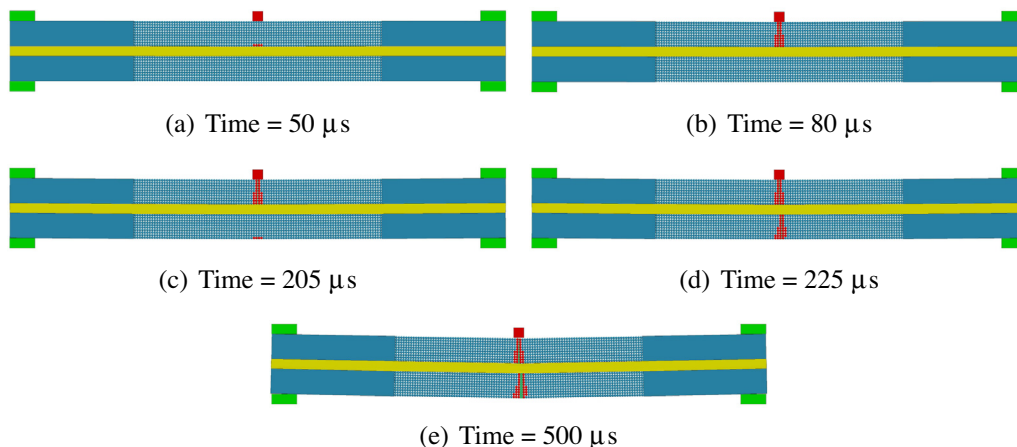 (a) Time = 50 μs
(b) Time = 80 μs
(c) Time = 205 μs
(d) Time = 225 μs
(e) Time = 500 μs